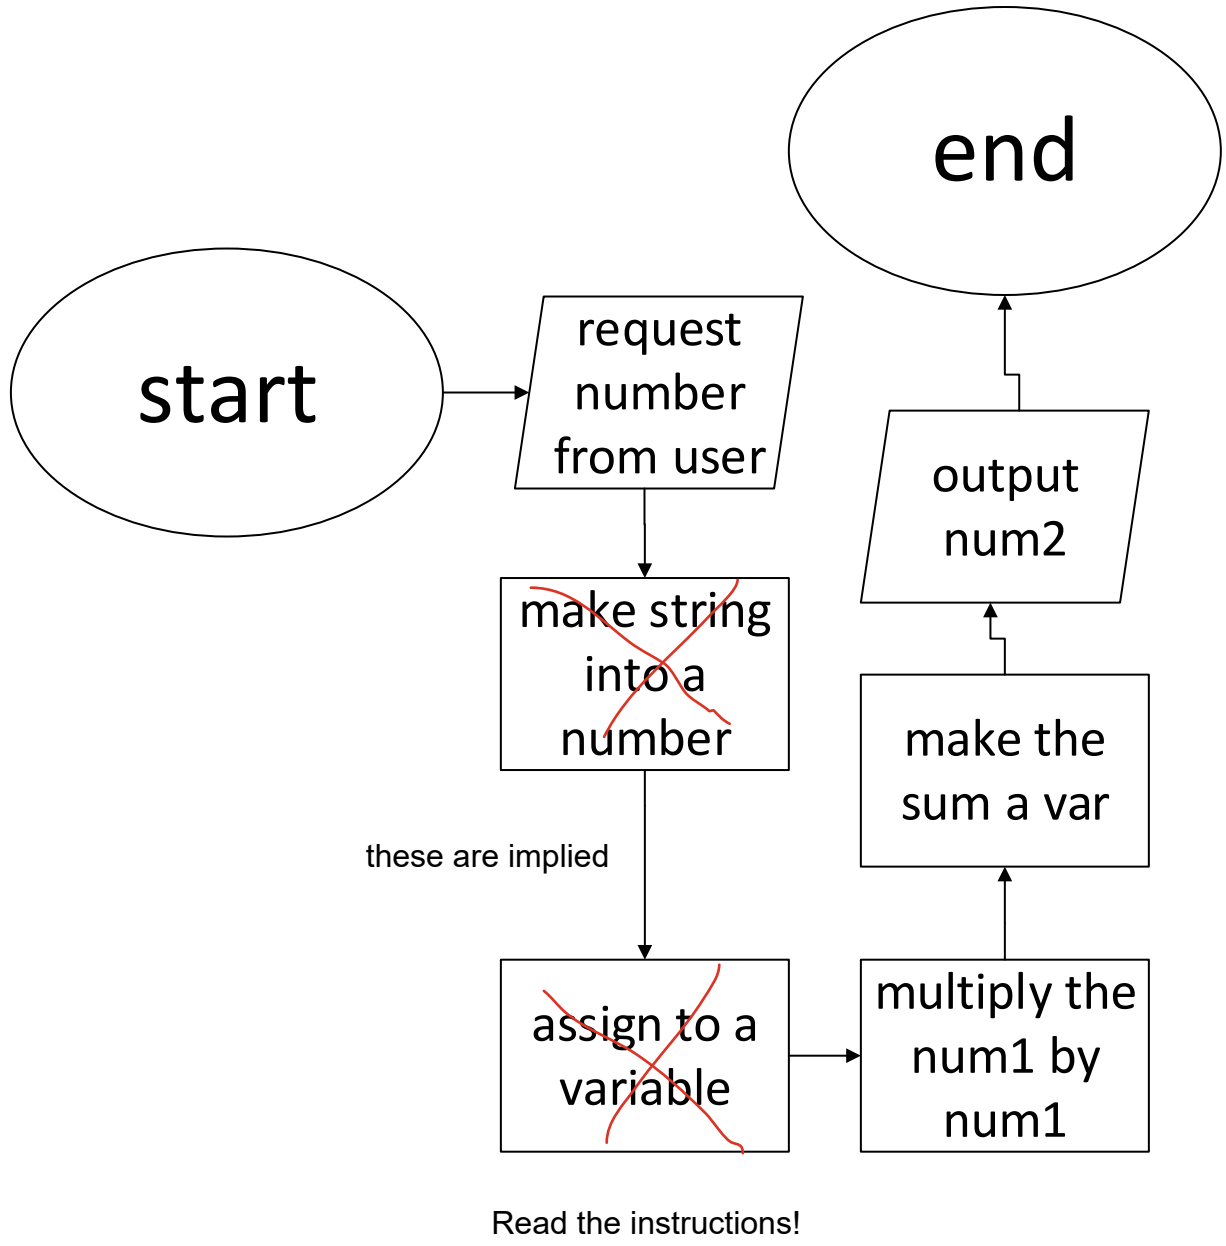 start
request
number
from user
make string
into a
number
these are implied
assign to a
variable
multiply the
num1 by
num1
make the
sum a var
output
num2
end
Read the instructions!